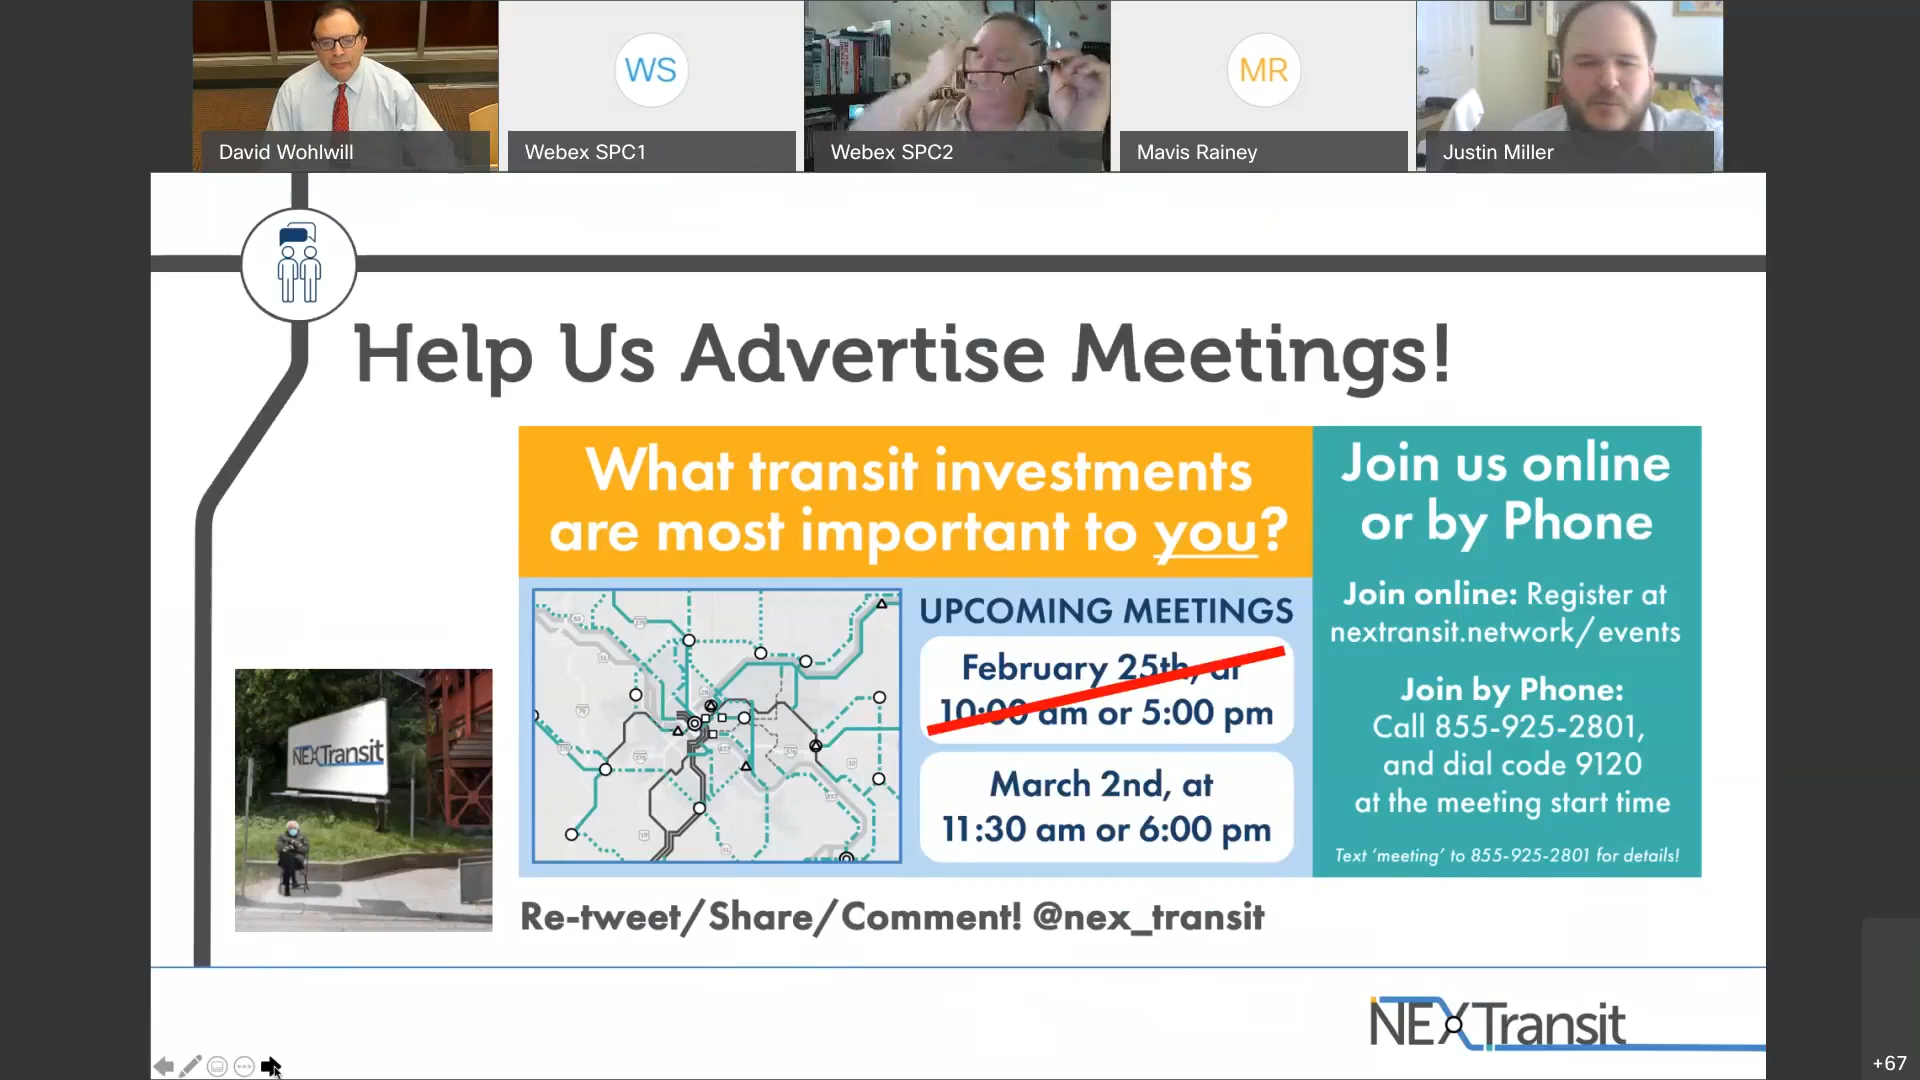 WS
MR
David Wohlwill
Webex SPC1
Webex SPC2
Mavis Rainey
Justin Miller
Help Us Advertise Meetings!
What transit investments
are most important to you?
UPCOMING MEETINGS
February 25th, at
10:00 am or 5:00 pm
March 2nd, at
11:30 am or 6:00 pm
Join us online
or by Phone
Join online: Register at
nextransit.network/events
Join by Phone:
Call 855-925-2801,
and dial code 9120
at the meeting start time
Text ‘meeting’ to 855-925-2801 for details!
NEXTransit
Re-tweet/Share/Comment! @nex_transit
NEXTransit
+67